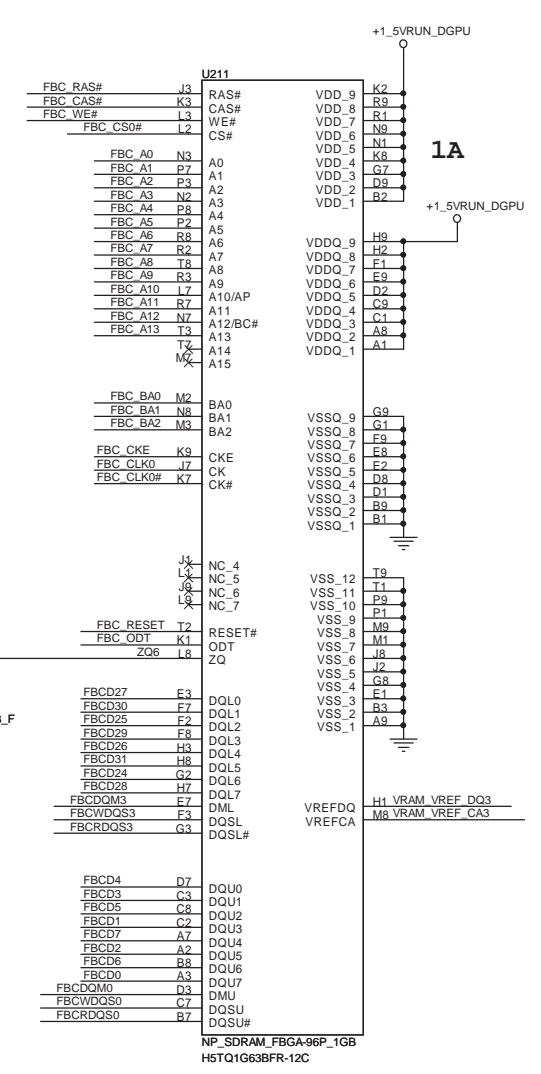 +1_5VRUN_DGPU
U211
FBC_RAS# J3 RAS# VDD_9 K2
FBC_CAS# K3 CAS# VDD_8 R9
FBC_WE# L3 WE# VDD_7 R1
FBC_CS0# L2 CS# VDD_6 N9
VDD_5 N1
FBC_A0 N3 A0 VDD_4 K8
1A
FBC_A1 P7 A1 VDD_3 G7
FBC_A2 P3 A2 VDD_2 D9
FBC_A3 N2 A3 VDD_1 B2
FBC_A4 P8 A4
+1_5VRUN_DGPU
FBC_A5 P2 A5
FBC_A6 R8 A6 VDDQ_9 H9
FBC_A7 R2 A7 VDDQ_8 H2
FBC_A8 T8 A8 VDDQ_7 F1
FBC_A9 R3 A9 VDDQ_6 E9
FBC_A10 L7 A10/AP VDDQ_5 D2
FBC_A11 R7 A11 VDDQ_4 C9
FBC_A12 N7 A12/BC# VDDQ_3 C1
FBC_A13 T3 A13 VDDQ_2 A8
T7 A14 VDDQ_1 A1
M7 A15
FBC_BA0 M2 BA0
FBC_BA1 N8 BA1 VSSQ_9 G9
FBC_BA2 M3 BA2 VSSQ_8 G1
VSSQ_7 F9
FBC_CKE K9 CKE VSSQ_6 E8
FBC_CLK0 J7 CK VSSQ_5 E2
FBC_CLK0# K7 CK# VSSQ_4 D8
VSSQ_3 D1
VSSQ_2 B9
VSSQ_1 B1
J1 NC_4
L1 NC_5 VSS_12 T9
J9 NC_6 VSS_11 T1
L9 NC_7 VSS_10 P9
VSS_9 P1
FBC_RESET T2 RESET# VSS_8 M9
FBC_ODT K1 ODT VSS_7 M1
ZQ6 L8 ZQ VSS_6 J8
VSS_5 J2
VSS_4 G8
FBCD27 E3 DQL0 VSS_3 E1
FBCD30 F7 DQL1 VSS_2 B3
FBCD25 F2 DQL2 VSS_1 A9
FBCD29 F8 DQL3
FBCD26 H3 DQL4
FBCD31 H8 DQL5
FBCD24 G2 DQL6
FBCD28 H7 DQL7
FBCDQM3 E7 DML VREFDQ H1 VRAM_VREF_DQ3
FBCWDQS3 F3 DQSL VREFCA M8 VRAM_VREF_CA3
FBCRDQS3 G3 DQSL#
FBCD4 D7 DQU0
FBCD3 C3 DQU1
FBCD5 C8 DQU2
FBCD1 C2 DQU3
FBCD7 A7 DQU4
FBCD2 A2 DQU5
FBCD6 B8 DQU6
FBCD0 A3 DQU7
FBCDQM0 D3 DMU
FBCWDQS0 C7 DQSU
FBCRDQS0 B7 DQSU#
NP_SDRAM_FBGA-96P_1GB
H5TQ1G63BFR-12C